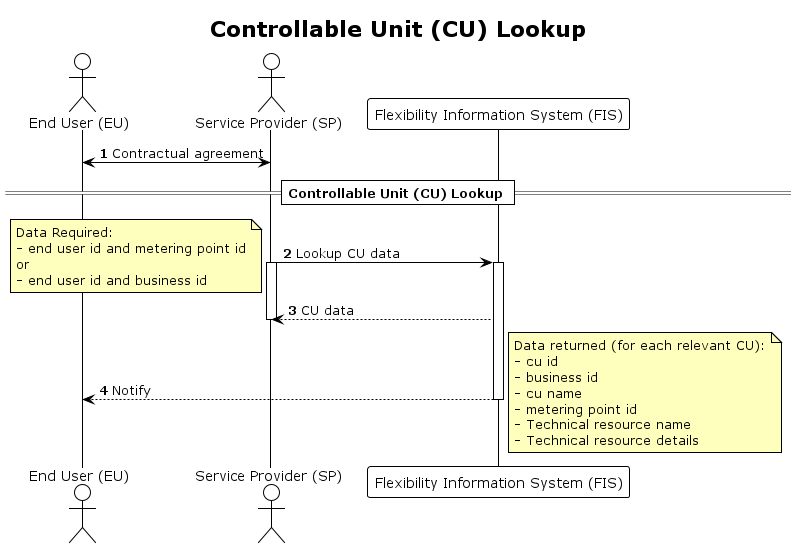 Controllable Unit (CU) Lookup
End User (EU)
Service Provider (SP)
Flexibility Information System (FIS)
1 Contractual agreement
Controllable Unit (CU) Lookup
Data Required:
- end user id and metering point id
or
- end user id and business id
2 Lookup CU data
3 CU data
Data returned (for each relevant CU):
- cu id
- business id
- cu name
- metering point id
- Technical resource name
- Technical resource details
4 Notify
End User (EU)
Service Provider (SP)
Flexibility Information System (FIS)